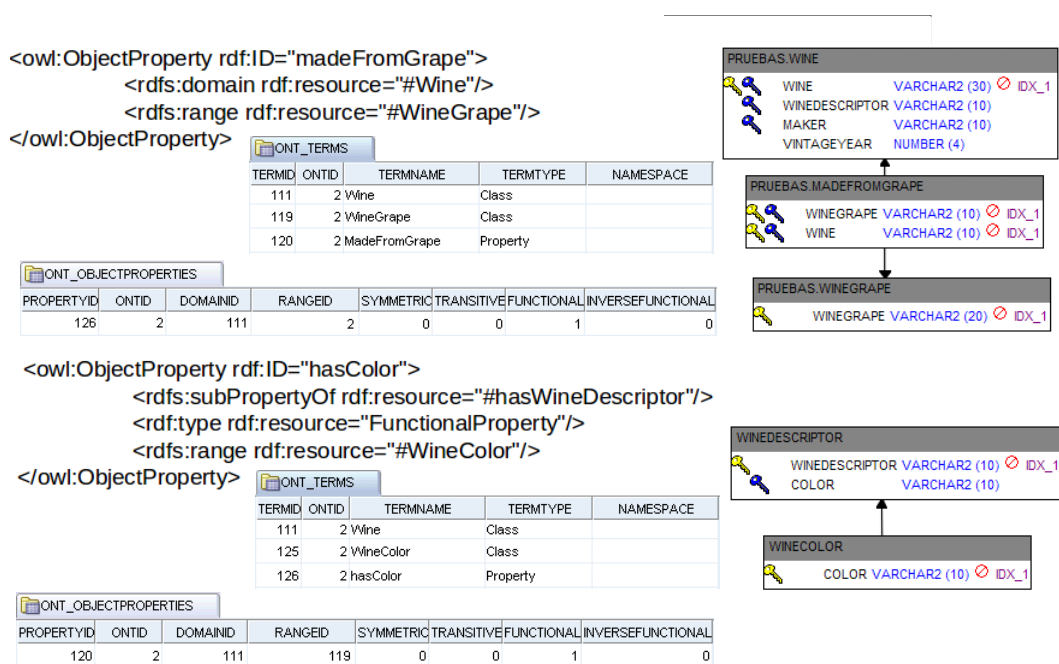 <owl:ObjectProperty rdf:ID="madeFromGrape">
<rdfs:domain rdf:resource="#Wine"/>
<rdfs:range rdf:resource="#WineGrape"/>
</owl:ObjectProperty>
ONT_TERMS
TERMID ONTID TERMNAME TERMTYPE NAMESPACE
111 2 Wine Class
119 2 WineGrape Class
120 2 MadeFromGrape Property
ONT_OBJECTPROPERTIES
PROPERTYID ONTID DOMAINID RANGEID SYMMETRIC TRANSITIVE FUNCTIONAL INVERSEFUNCTIONAL
126 2 111 2 0 0 1 0
PRUEBAS.WINE
WINE VARCHAR2 (30) IDX_1
WINEDESCRIPTOR VARCHAR2 (10)
MAKER VARCHAR2 (10)
VINTAGEYEAR NUMBER (4)
PRUEBAS.MADEFROMGRAPE
WINEGRAPE VARCHAR2 (10) IDX_1
WINE VARCHAR2 (10) IDX_1
PRUEBAS.WINEGRAPE
WINEGRAPE VARCHAR2 (20) IDX_1
<owl:ObjectProperty rdf:ID="hasColor">
<rdfs:subPropertyOf rdf:resource="#hasWineDescriptor"/>
<rdf:type rdf:resource="FunctionalProperty"/>
<rdfs:range rdf:resource="#WineColor"/>
</owl:ObjectProperty>
ONT_TERMS
TERMID ONTID TERMNAME TERMTYPE NAMESPACE
111 2 Wine Class
125 2 WineColor Class
126 2 hasColor Property
ONT_OBJECTPROPERTIES
PROPERTYID ONTID DOMAINID RANGEID SYMMETRIC TRANSITIVE FUNCTIONAL INVERSEFUNCTIONAL
120 2 111 119 0 0 1 0
WINEDESCRIPTOR
WINEDESCRIPTOR VARCHAR2 (10) IDX_1
COLOR VARCHAR2 (10)
WINECOLOR
COLOR VARCHAR2 (10) IDX_1